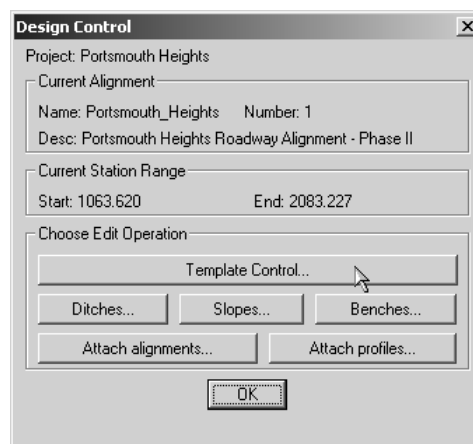 Design Control
Project: Portsmouth Heights
Current Alignment
Name: Portsmouth_Heights Number: 1
Desc: Portsmouth Heights Roadway Alignment - Phase II
Current Station Range
Start: 1063.620 End: 2083.227
Choose Edit Operation
Template Control...
Ditches... Slopes... Benches...
Attach alignments... Attach profiles...
OK